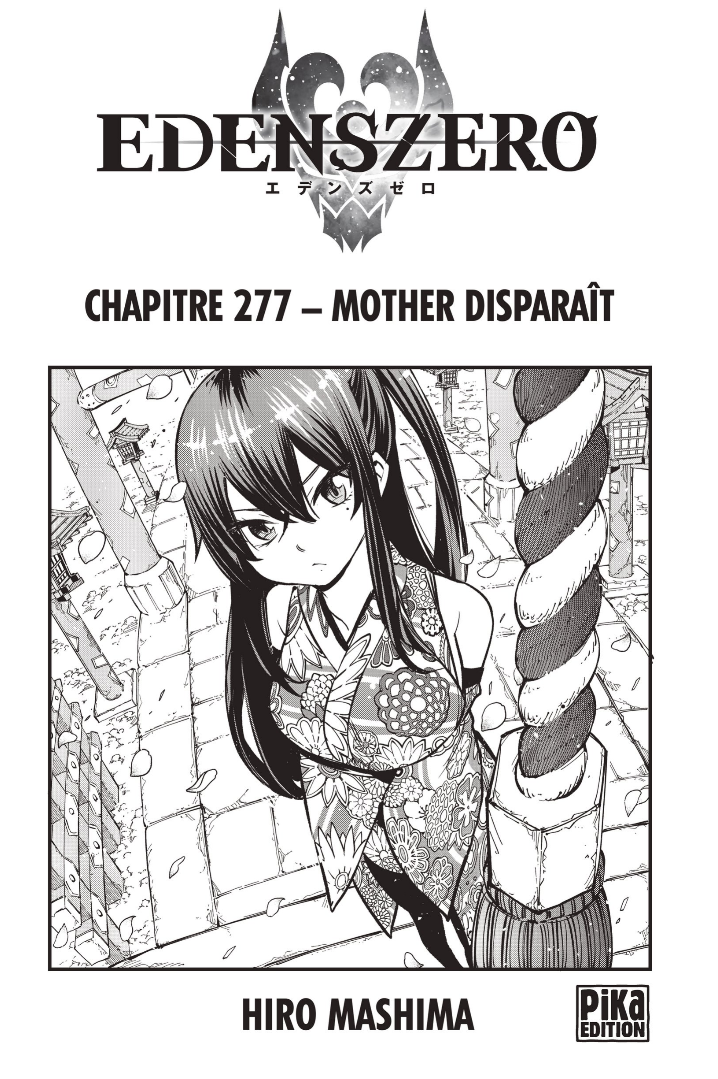 EDENSZERO
エデンズゼロ
CHAPITRE 277 – MOTHER DISPARAÎT
HIRO MASHIMA
PiKa
EDITION